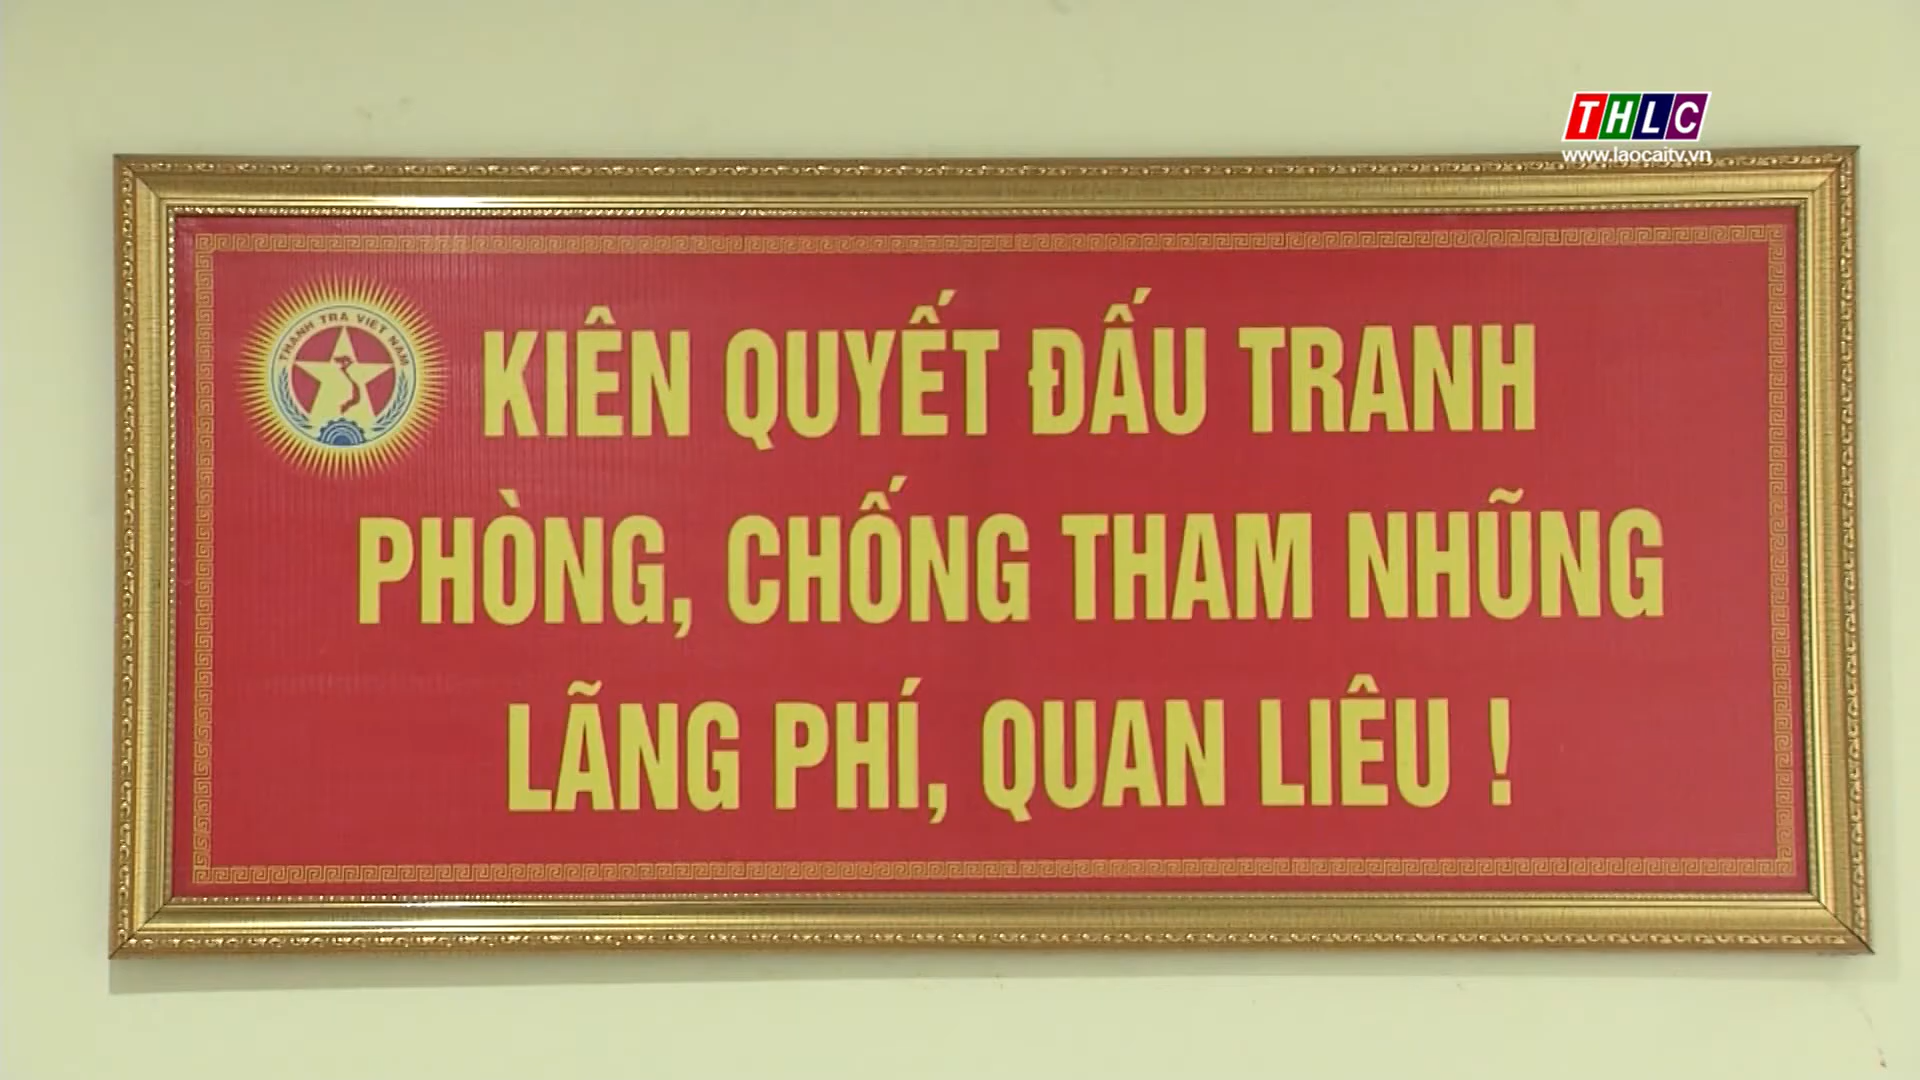 THLC
www.laocaitv.vn
THANH TRA VIỆT NAM
KIÊN QUYẾT ĐẤU TRANH
PHÒNG, CHỐNG THAM NHŨNG
LÃNG PHÍ, QUAN LIÊU !